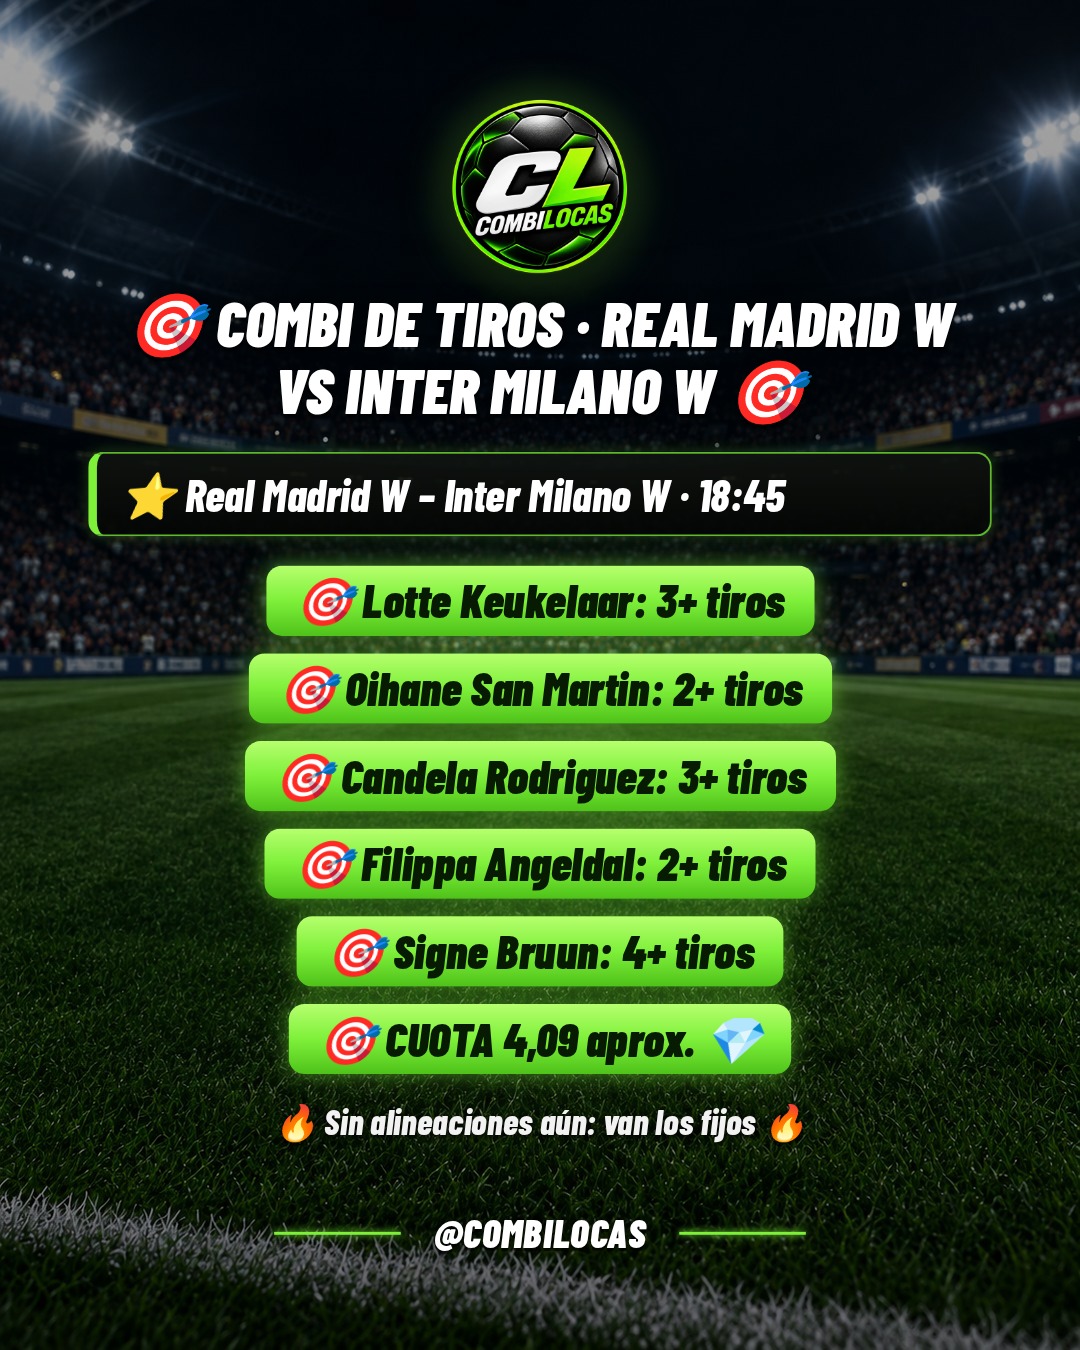 CL
COMBILOCAS
🎯 COMBI DE TIROS · REAL MADRID W
VS INTER MILANO W 🎯
⭐ Real Madrid W - Inter Milano W · 18:45
🎯 Lotte Keukelaar: 3+ tiros
🎯 Oihane San Martin: 2+ tiros
🎯 Candela Rodriguez: 3+ tiros
🎯 Filippa Angeldal: 2+ tiros
🎯 Signe Bruun: 4+ tiros
🎯 CUOTA 4,09 aprox. 💎
🔥 Sin alineaciones aún: van los fijos 🔥
@COMBILOCAS